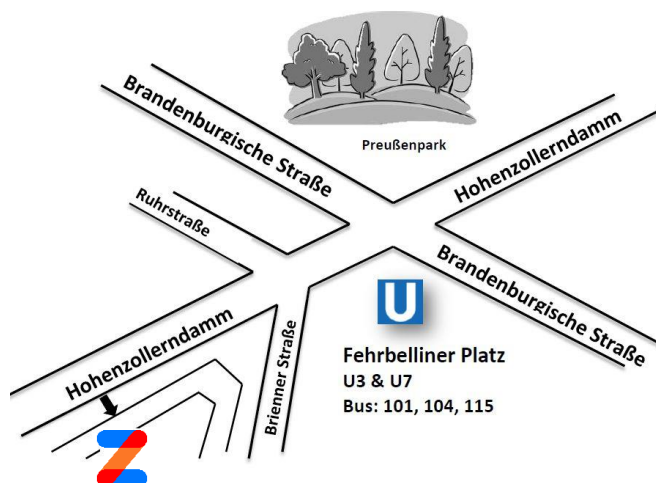 Brandenburgische Straße
Preußenpark
Hohenzollerndamm
Ruhrstraße
Brandenburgische Straße
U
Fehrbelliner Platz
U3 & U7
Bus: 101, 104, 115
Hohenzollerndamm
Brienner Straße
Z